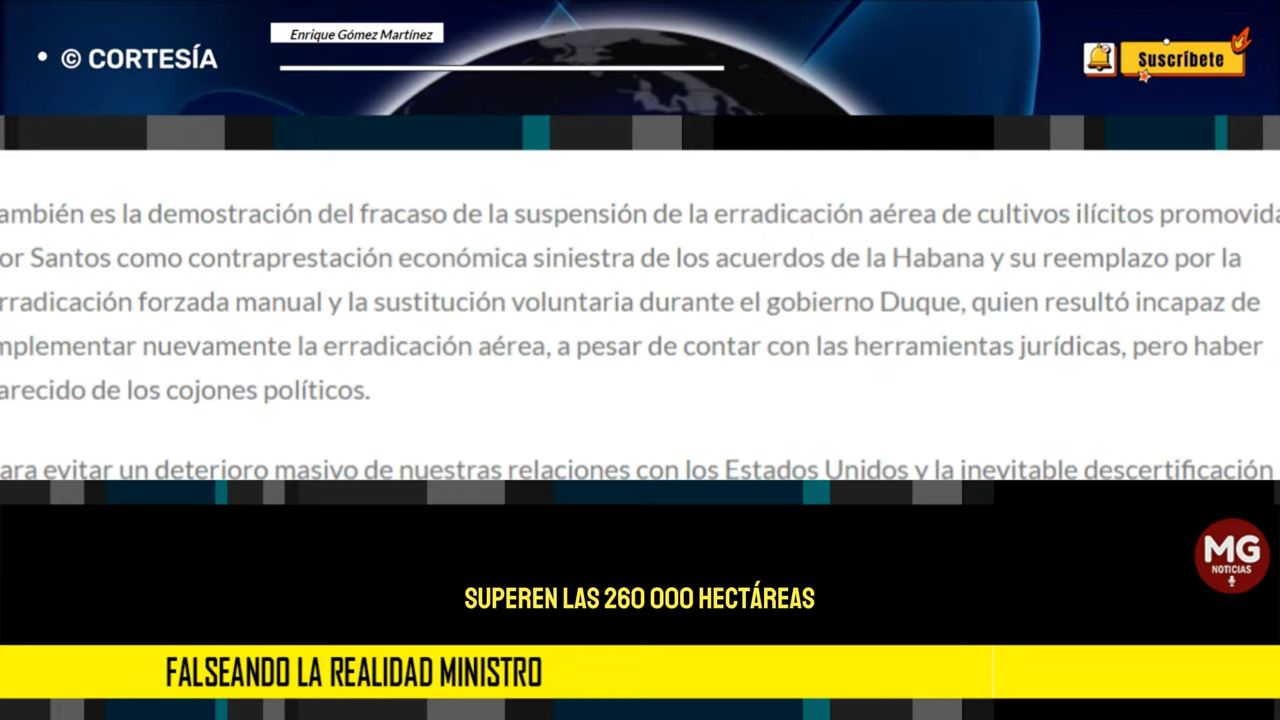 Enrique Gómez Martínez
• © CORTESÍA
Suscríbete
ambién es la demostración del fracaso de la suspensión de la erradicación aérea de cultivos ilícitos promovida
or Santos como contraprestación económica siniestra de los acuerdos de la Habana y su reemplazo por la
rradicación forzada manual y la sustitución voluntaria durante el gobierno Duque, quien resultó incapaz de
mplementar nuevamente la erradicación aérea, a pesar de contar con las herramientas jurídicas, pero haber
arecido de los cojones políticos.
ara evitar un deterioro masivo de nuestras relaciones con los Estados Unidos y la inevitable descertificación
MG
NOTICIAS
SUPEREN LAS 260 000 HECTÁREAS
FALSEANDO LA REALIDAD MINISTRO